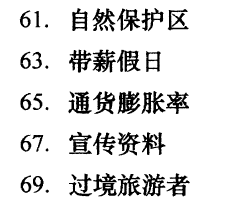 61. 自然保护区
63. 带薪假日
65. 通货膨胀率
67. 宣传资料
69. 过境旅游者